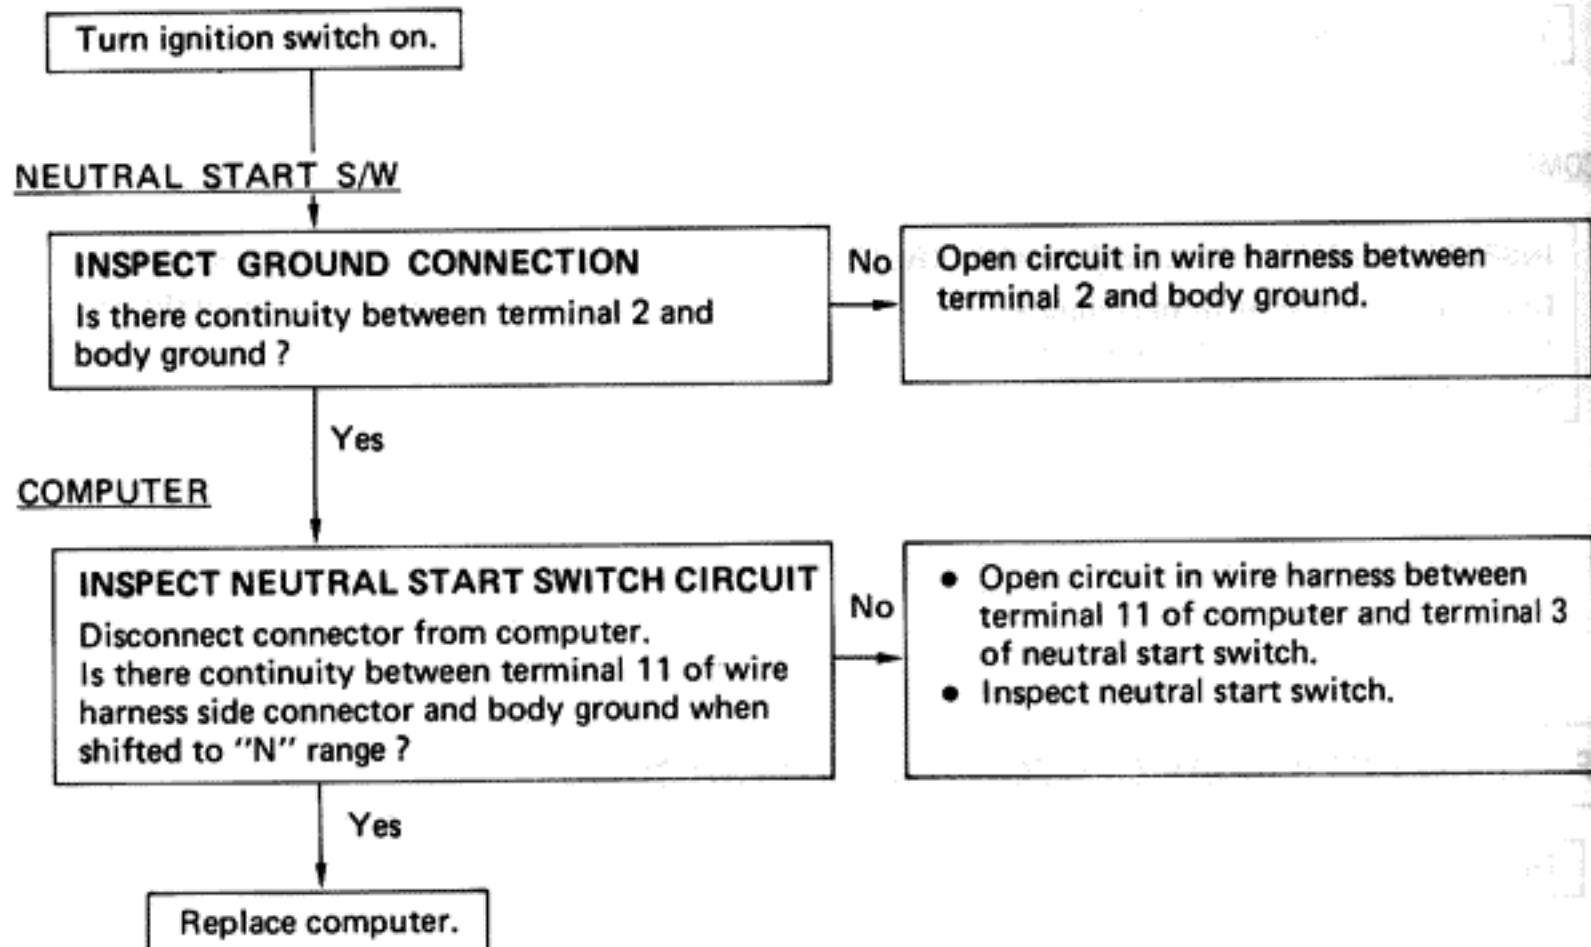 Turn ignition switch on.
NEUTRAL START S/W
INSPECT GROUND CONNECTION
Is there continuity between terminal 2 and
body ground ?
No
Open circuit in wire harness between
terminal 2 and body ground.
Yes
COMPUTER
INSPECT NEUTRAL START SWITCH CIRCUIT
Disconnect connector from computer.
Is there continuity between terminal 11 of wire
harness side connector and body ground when
shifted to "N" range ?
No
● Open circuit in wire harness between
terminal 11 of computer and terminal 3
of neutral start switch.
● Inspect neutral start switch.
Yes
Replace computer.